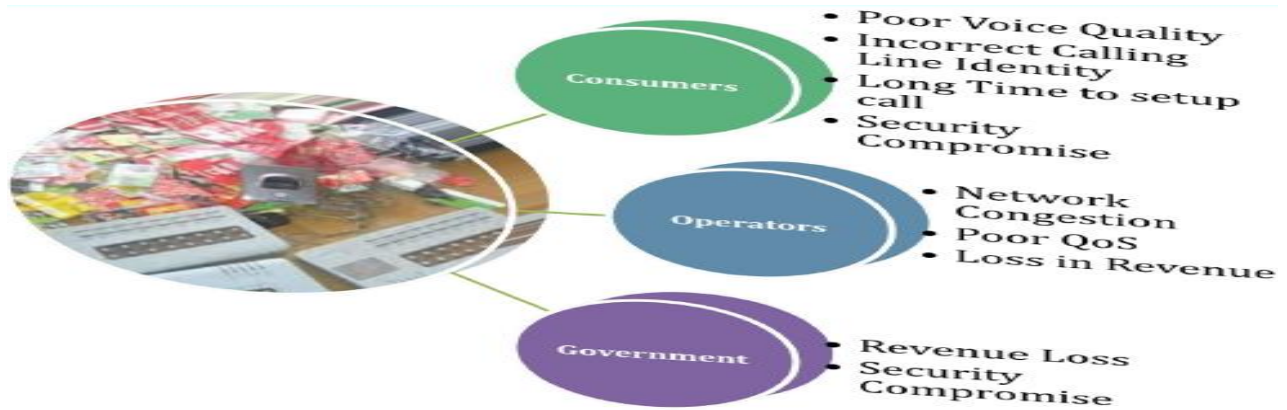 Consumers
• Poor Voice Quality
• Incorrect Calling
Line Identity
• Long Time to setup
call
• Security
Compromise
Operators
• Network
Congestion
• Poor QoS
• Loss in Revenue
Government
• Revenue Loss
• Security
Compromise